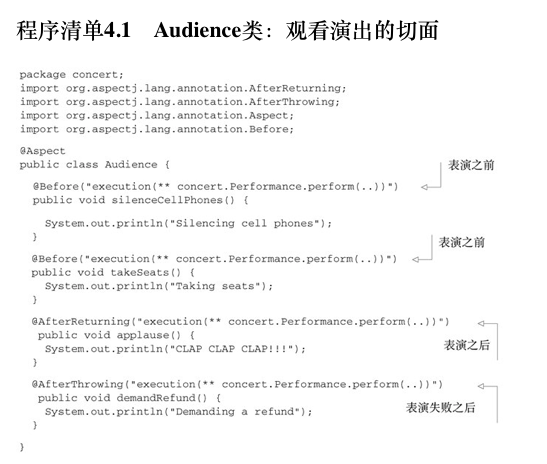 程序清单4.1 Audience类：观看演出的切面
package concert;
import org.aspectj.lang.annotation.AfterReturning;
import org.aspectj.lang.annotation.AfterThrowing;
import org.aspectj.lang.annotation.Aspect;
import org.aspectj.lang.annotation.Before;
@Aspect
public class Audience {
@Before("execution(** concert.Performance.perform(..))") 表演之前
public void silenceCellPhones() {
System.out.println("Silencing cell phones");
}
@Before("execution(** concert.Performance.perform(..))") 表演之前
public void takeSeats() {
System.out.println("Taking seats");
}
@AfterReturning("execution(** concert.Performance.perform(..))")
public void applause() {
System.out.println("CLAP CLAP CLAP!!!"); 表演之后
}
@AfterThrowing("execution(** concert.Performance.perform(..))")
public void demandRefund() {
System.out.println("Demanding a refund"); 表演失败之后
}
}